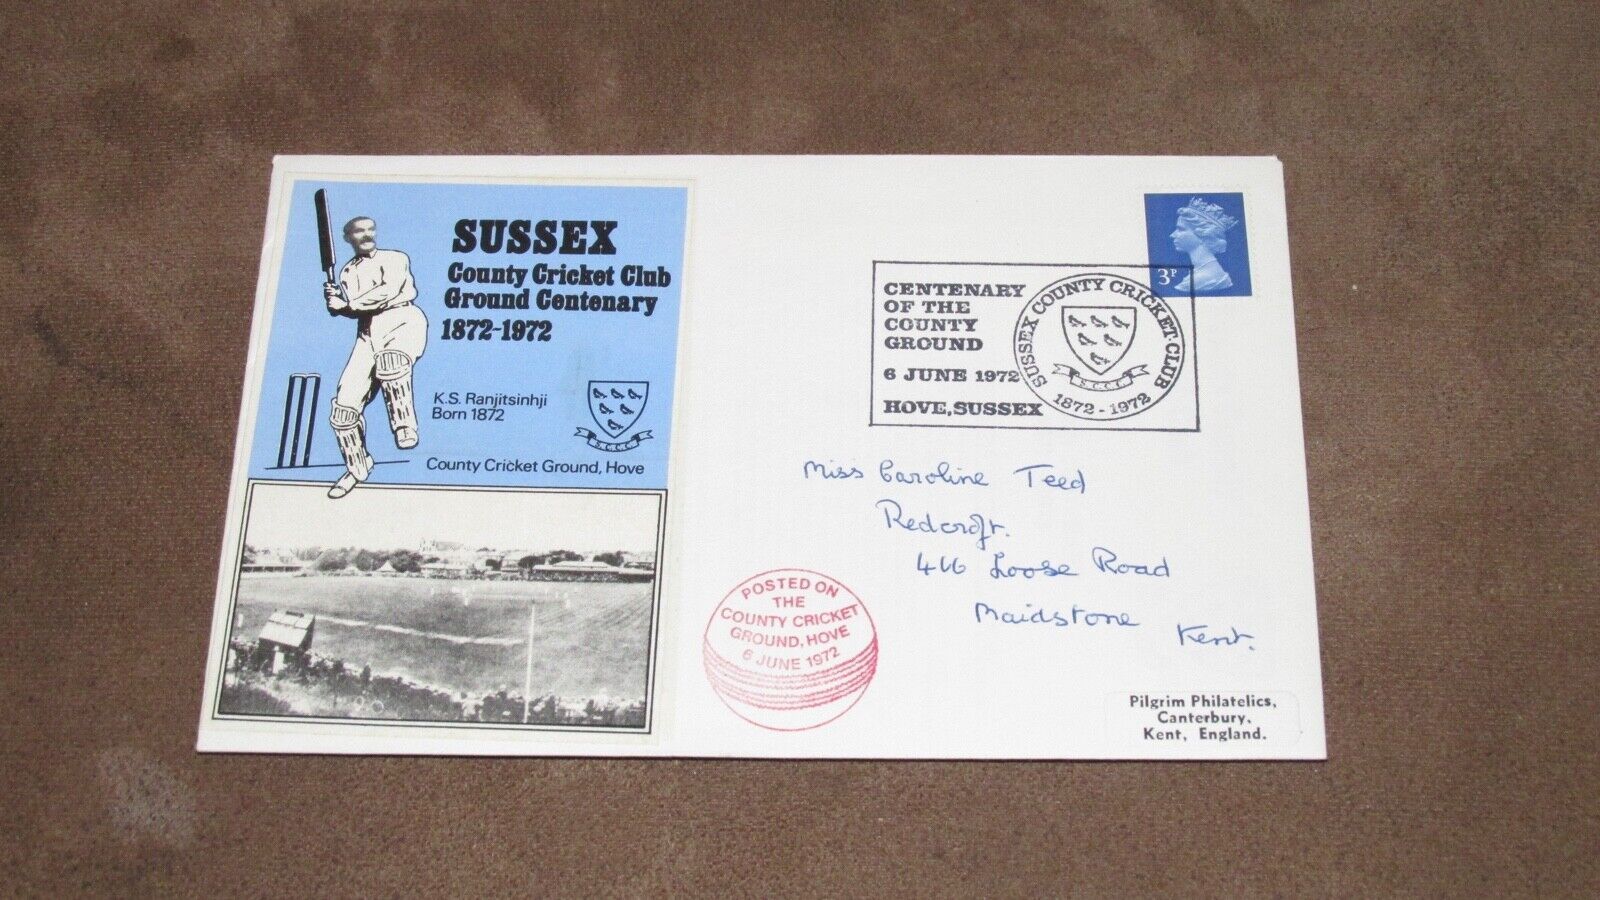 SUSSEX
County Cricket Club
Ground Centenary
1872-1972
K.S. Ranjitsinhji
Born 1872
S.C.C.C.
County Cricket Ground, Hove
3P
CENTENARY
OF THE
COUNTY
GROUND
6 JUNE 1972
HOVE, SUSSEX
SUSSEX COUNTY CRICKET CLUB
S.C.C.C.
1872-1972
Miss Caroline Teed
Redcroft.
416 Loose Road
Maidstone
Kent.
POSTED ON
THE
COUNTY CRICKET
GROUND, HOVE
6 JUNE 1972
Pilgrim Philatelics,
Canterbury,
Kent, England.